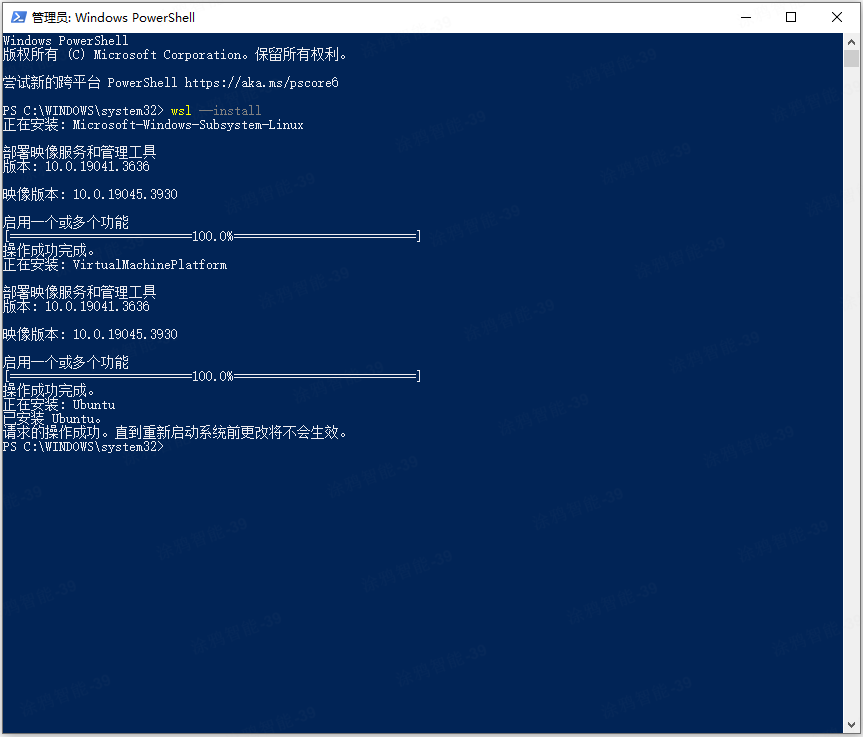 管理员: Windows PowerShell
Windows PowerShell
版权所有 (C) Microsoft Corporation。保留所有权利。
尝试新的跨平台 PowerShell https://aka.ms/pscore6
PS C:\WINDOWS\system32> wsl --install
正在安装: Microsoft-Windows-Subsystem-Linux
部署映像服务和管理工具
版本: 10.0.19041.3636
映像版本: 10.0.19045.3930
启用一个或多个功能
[==========================100.0%==========================]
操作成功完成。
正在安装: VirtualMachinePlatform
部署映像服务和管理工具
版本: 10.0.19041.3636
映像版本: 10.0.19045.3930
启用一个或多个功能
[==========================100.0%==========================]
操作成功完成。
正在安装: Ubuntu
已安装 Ubuntu。
请求的操作成功。直到重新启动系统前更改将不会生效。
PS C:\WINDOWS\system32>